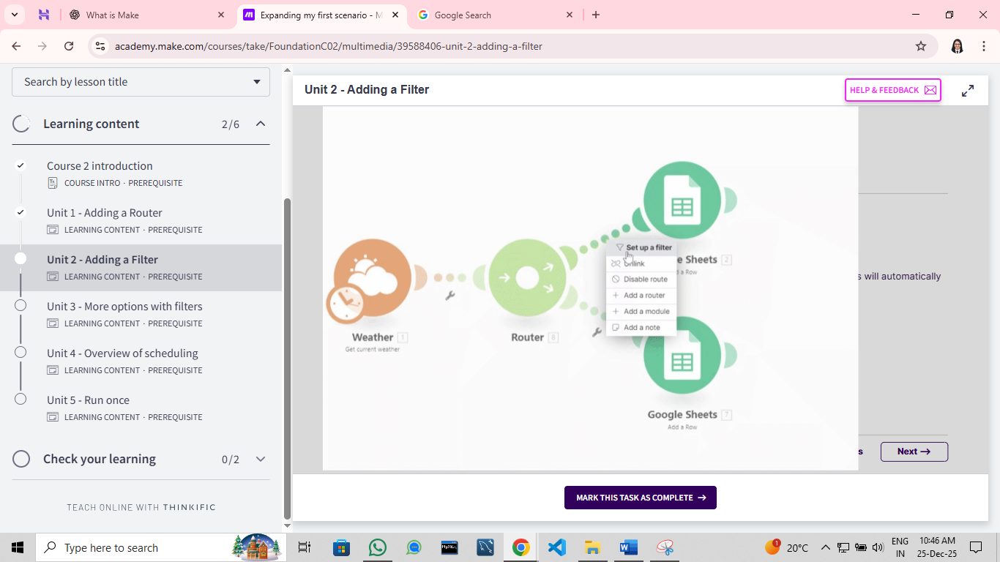 What is Make
Expanding my first scenario - M
Google Search
academy.make.com/courses/take/FoundationC02/multimedia/39588406-unit-2-adding-a-filter
Search by lesson title
Learning content
2/6
Course 2 introduction
COURSE INTRO · PREREQUISITE
Unit 1 - Adding a Router
LEARNING CONTENT · PREREQUISITE
Unit 2 - Adding a Filter
LEARNING CONTENT · PREREQUISITE
Unit 3 - More options with filters
LEARNING CONTENT · PREREQUISITE
Unit 4 - Overview of scheduling
LEARNING CONTENT · PREREQUISITE
Unit 5 - Run once
LEARNING CONTENT · PREREQUISITE
Check your learning
0/2
TEACH ONLINE WITH THINKIFIC
Unit 2 - Adding a Filter
HELP & FEEDBACK
Weather 1
Get current weather
Router 8
Set up a filter
Unlink
Disable route
Add a router
Add a module
Add a note
e Sheets 2
d a Row
Google Sheets 7
Add a Row
s will automatically
s
Next →
MARK THIS TASK AS COMPLETE →
Type here to search
MySQL
1
20°C
ENG
IN
10:46 AM
25-Dec-25